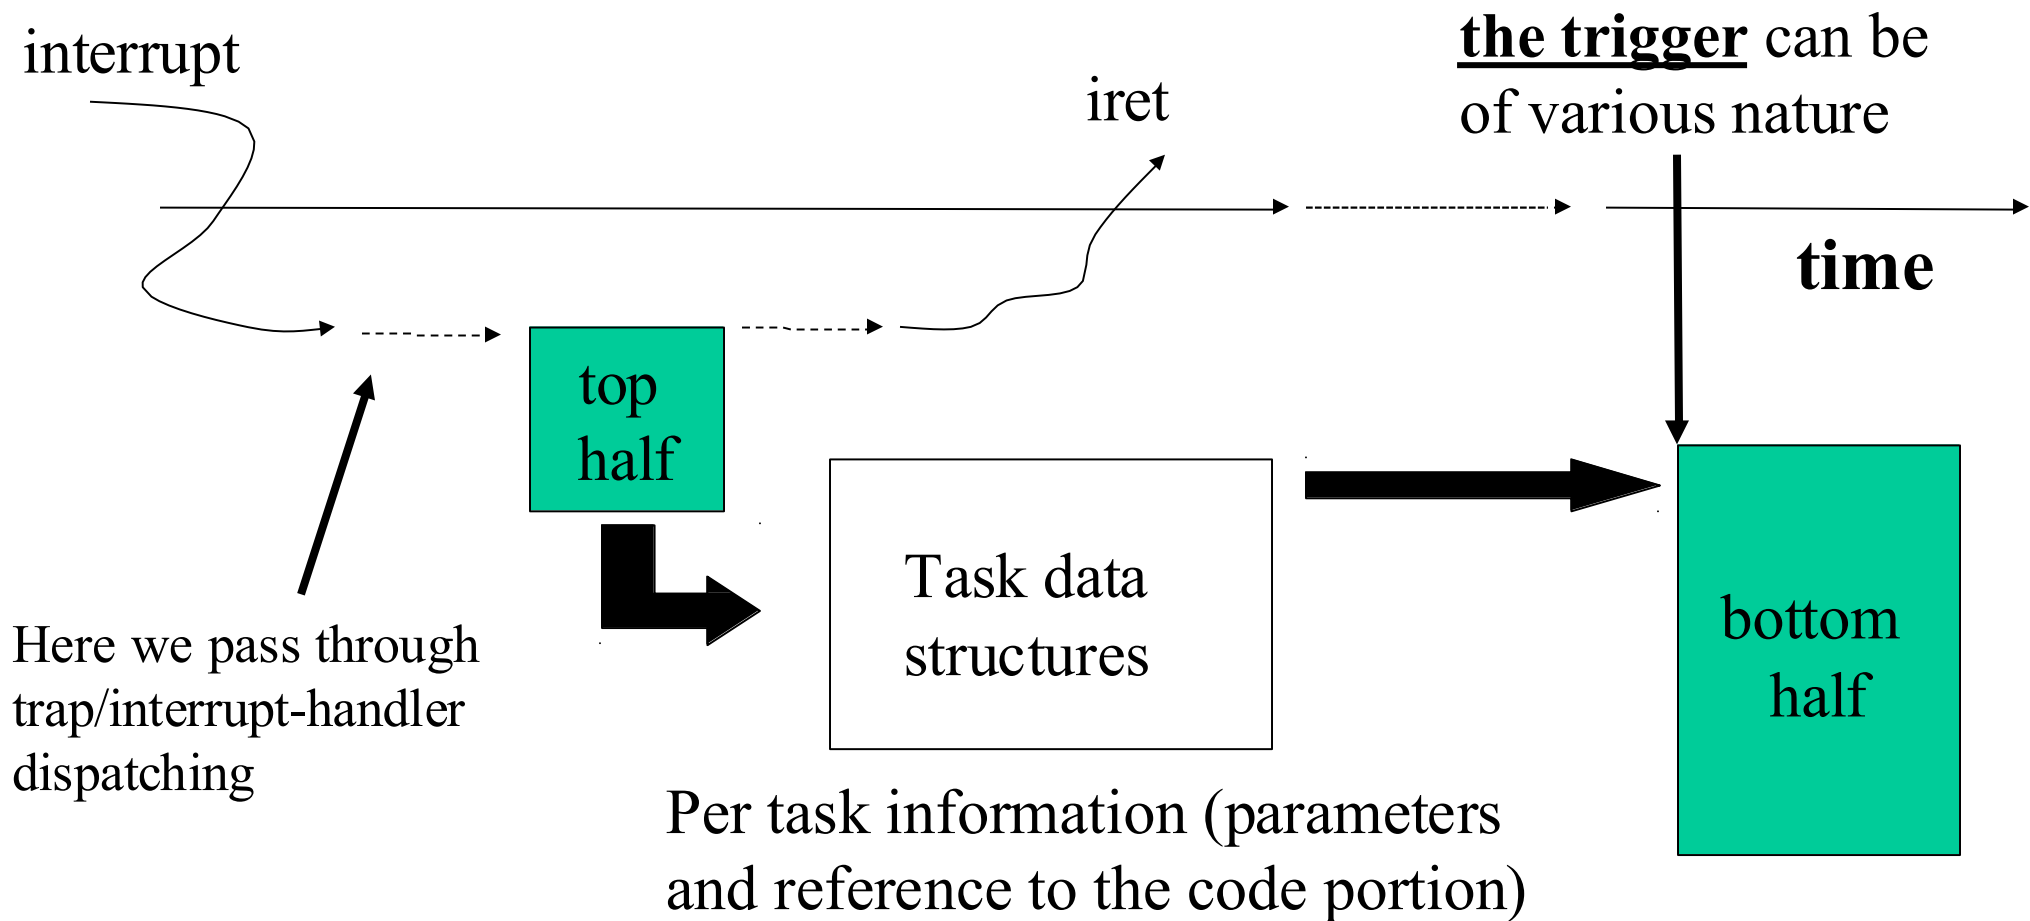 interrupt
iret
the trigger can be
of various nature
time
top
half
Task data
structures
bottom
half
Here we pass through
trap/interrupt-handler
dispatching
Per task information (parameters
and reference to the code portion)